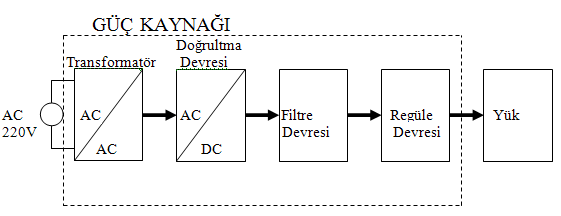 GÜÇ KAYNAĞI
Transformatör
Doğrultma
Devresi
AC
220V
AC
AC
AC
DC
Filtre
Devresi
Regüle
Devresi
Yük